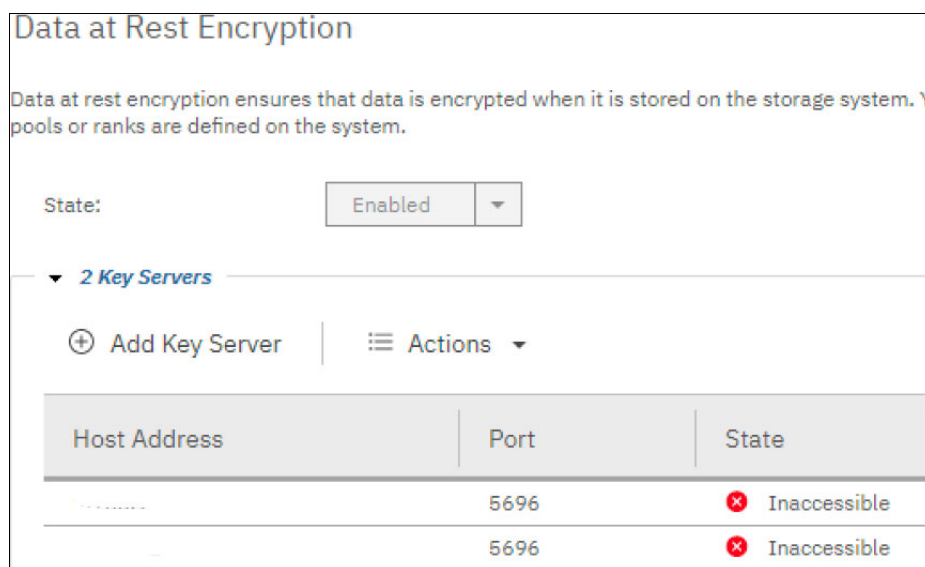 Data at Rest Encryption
Data at rest encryption ensures that data is encrypted when it is stored on the storage system.
pools or ranks are defined on the system.
State: Enabled
2 Key Servers
Add Key Server Actions
Host Address Port State
5696 Inaccessible
5696 Inaccessible